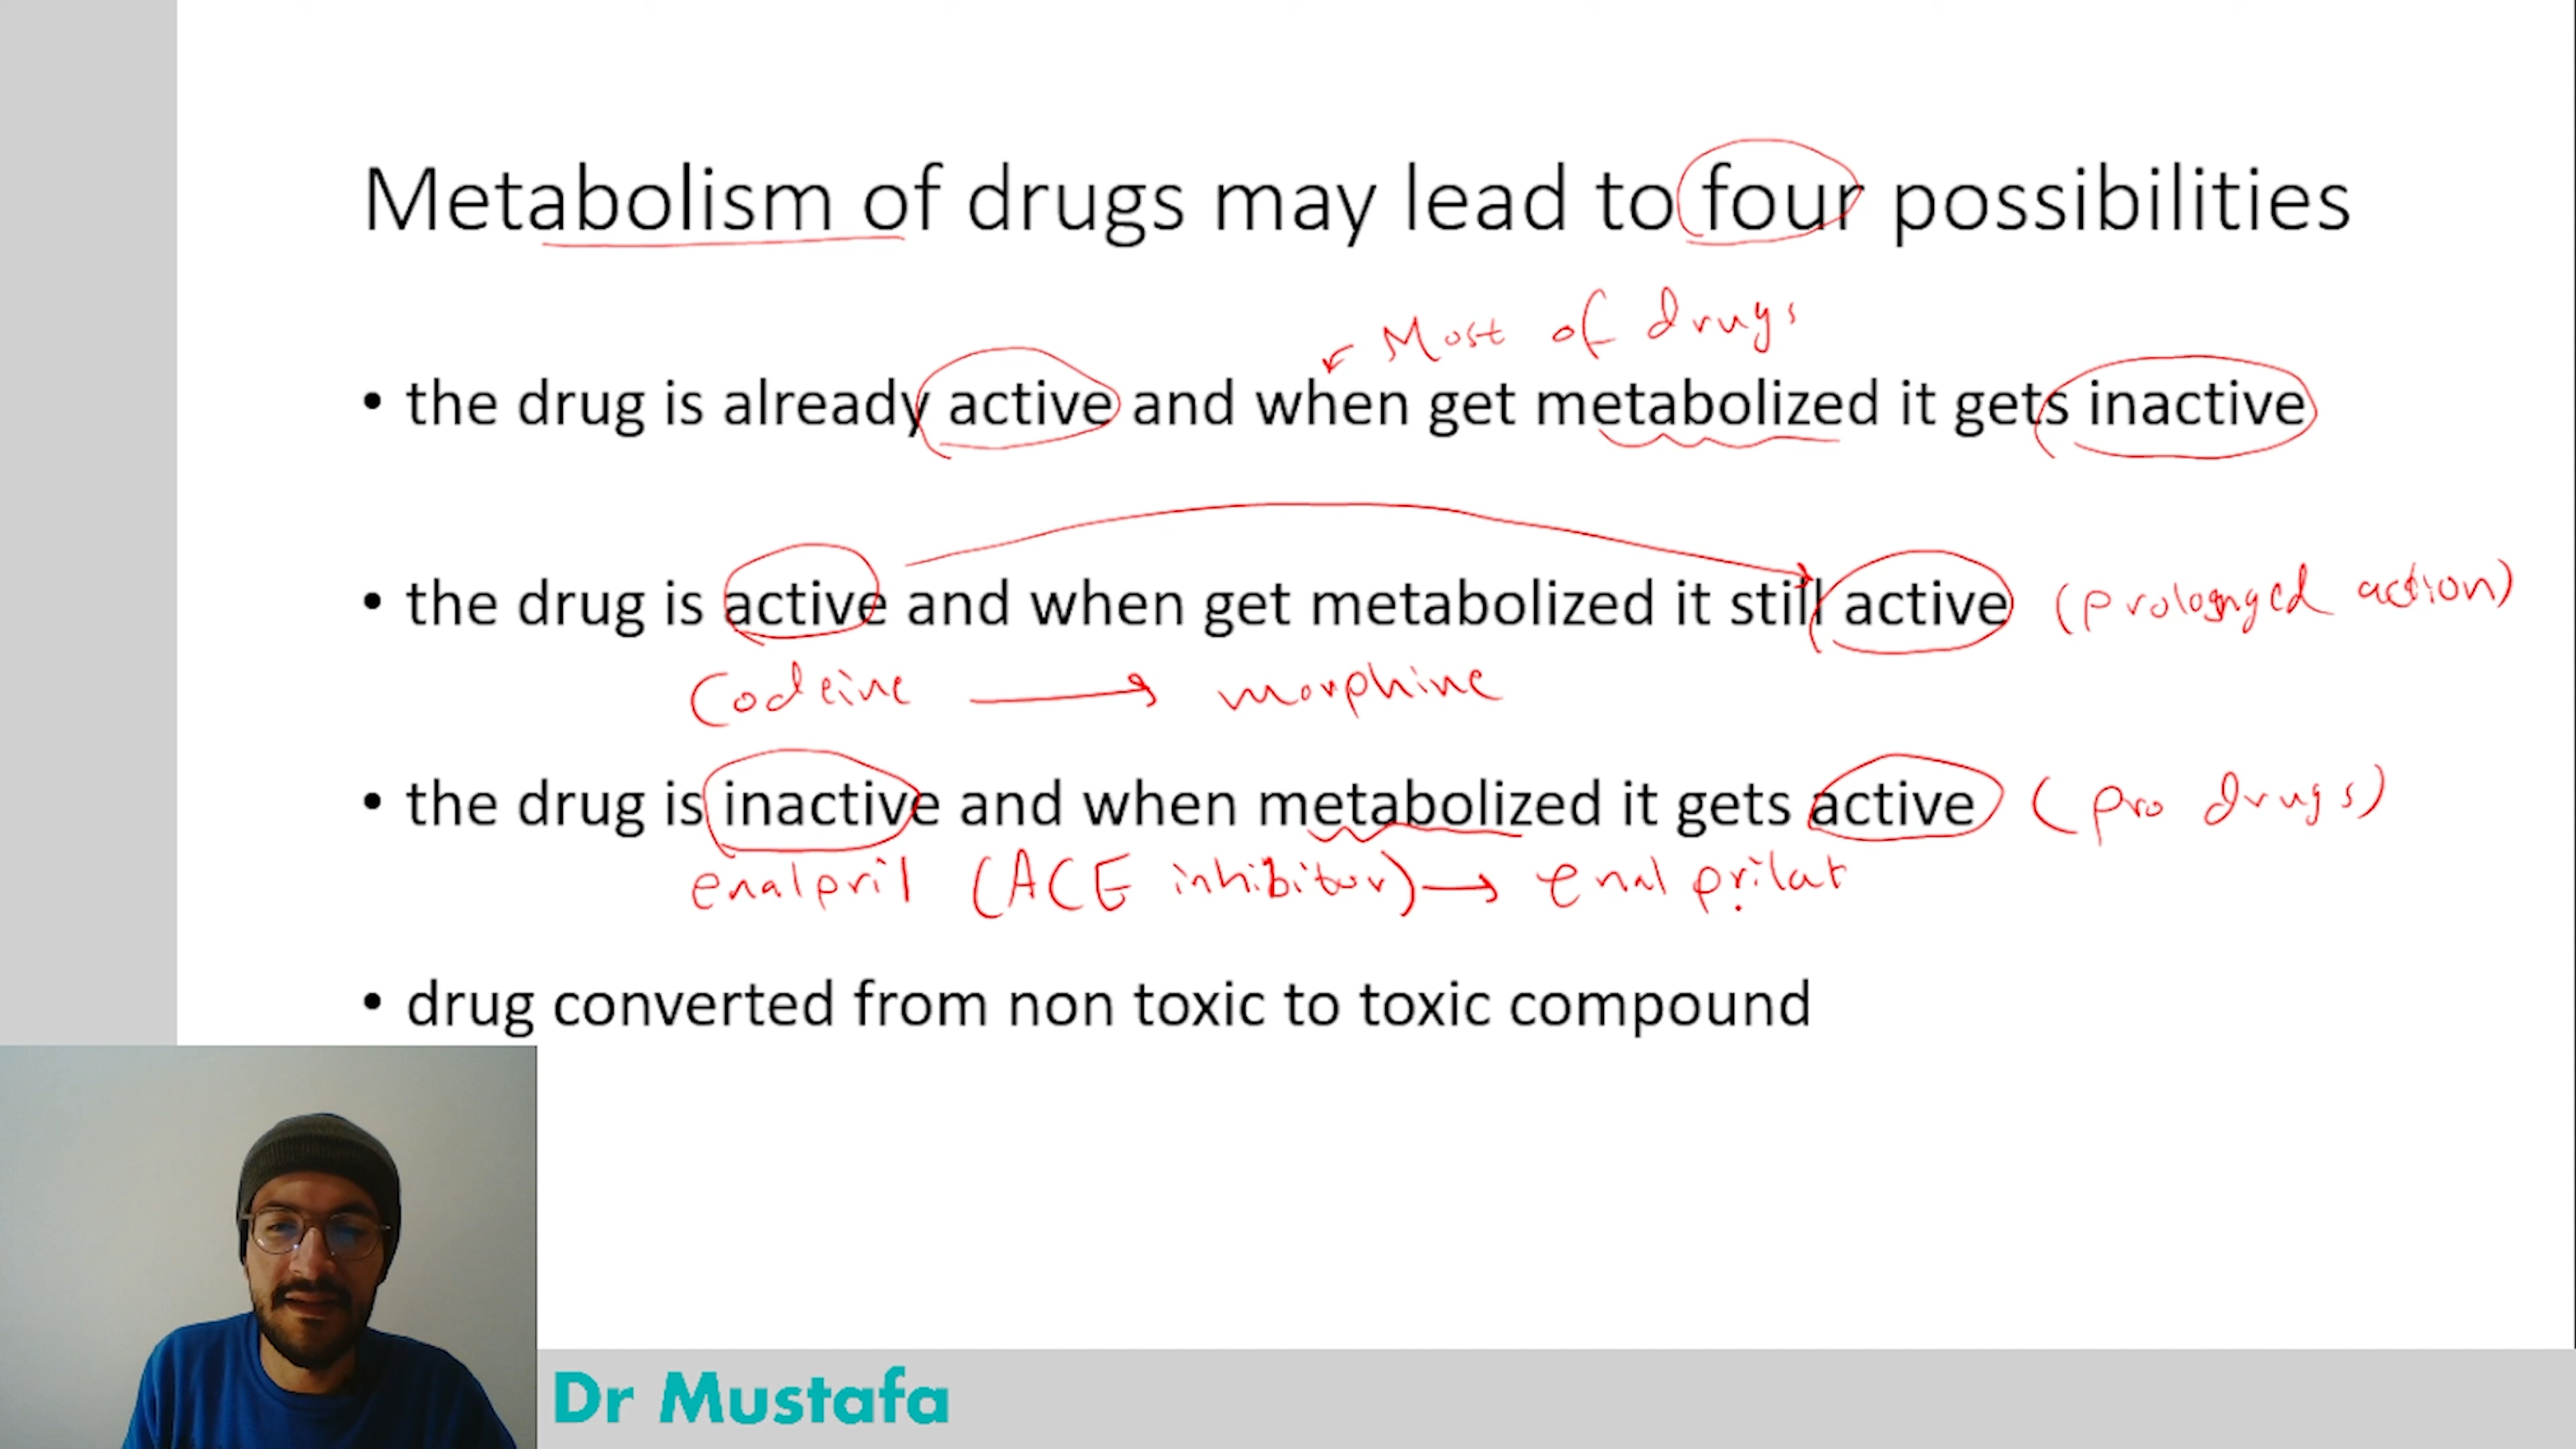 Metabolism of drugs may lead to four possibilities
Most of drugs
• the drug is already active and when get metabolized it gets inactive
• the drug is active and when get metabolized it still active (prolonged action)
Codeine → morphine
• the drug is inactive and when metabolized it gets active (pro drugs)
enalpril (ACE inhibitor) → enalprilat
• drug converted from non toxic to toxic compound
Dr Mustafa